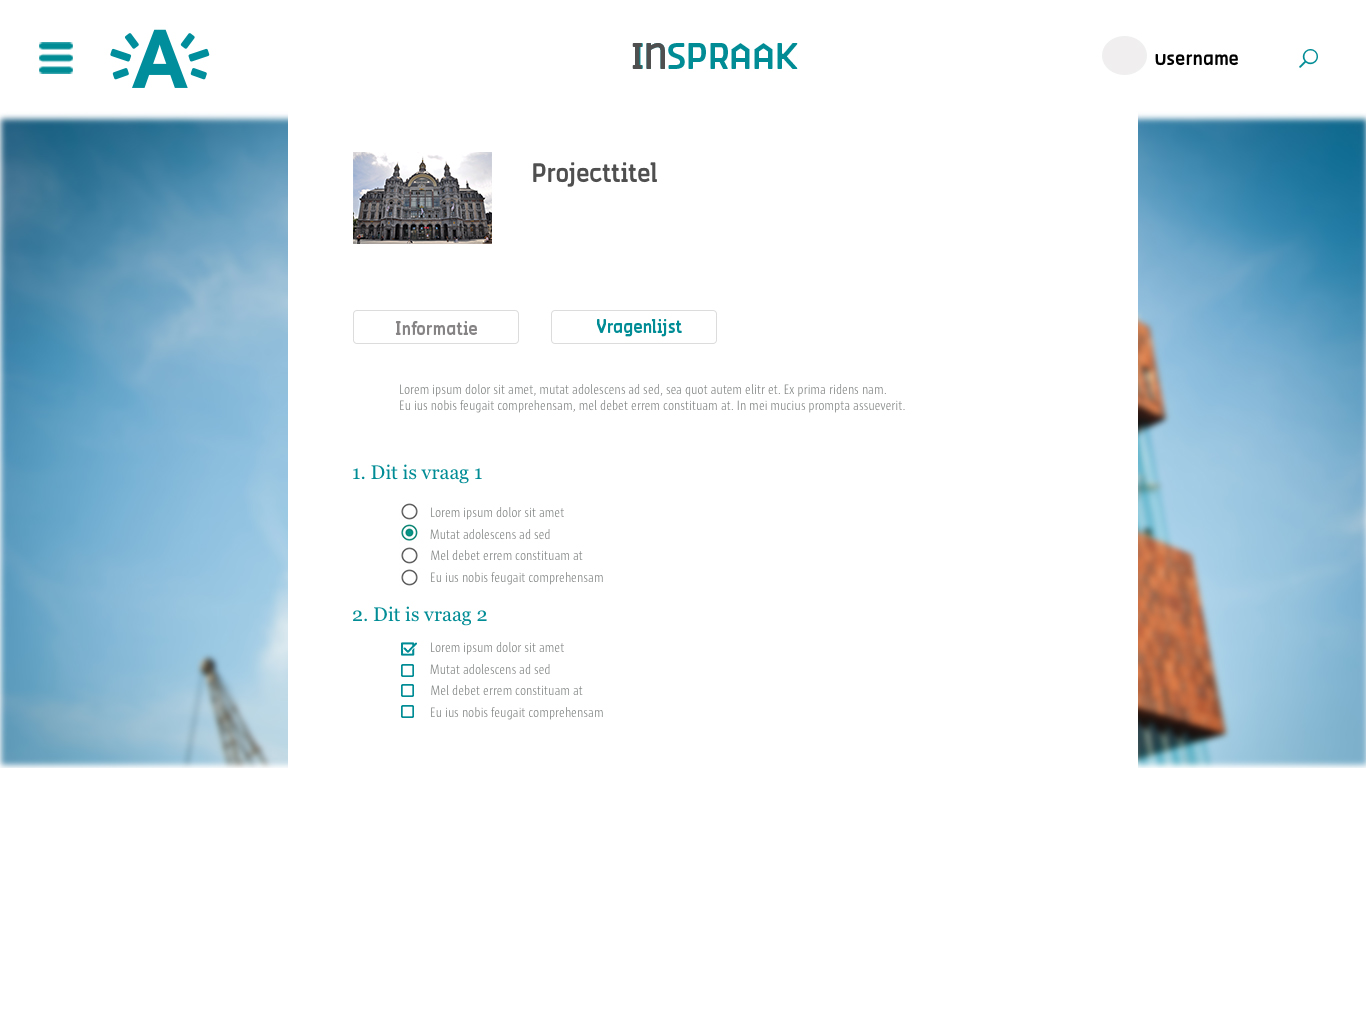 A
INSPRAAK
username
Projecttitel
Informatie
Vragenlijst
Lorem ipsum dolor sit amet, mutat adolescens ad sed, sea quot autem elitr et. Ex prima ridens nam.
Eu ius nobis feugait comprehensam, mel debet errem constituam at. In mei mucius prompta assueverit.
1. Dit is vraag 1
Lorem ipsum dolor sit amet
Mutat adolescens ad sed
Mel debet errem constituam at
Eu ius nobis feugait comprehensam
2. Dit is vraag 2
Lorem ipsum dolor sit amet
Mutat adolescens ad sed
Mel debet errem constituam at
Eu ius nobis feugait comprehensam